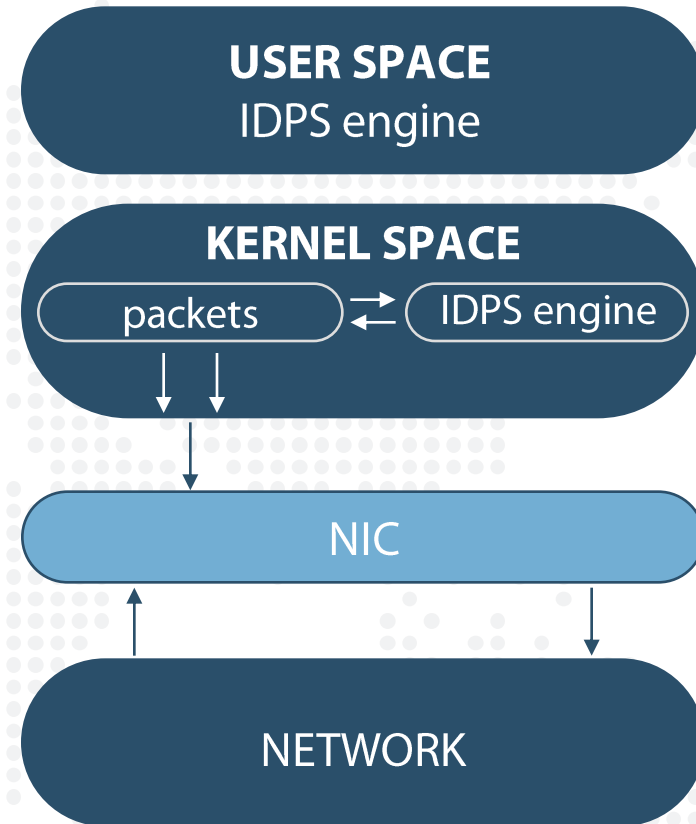 USER SPACE
IDPS engine
KERNEL SPACE
packets
IDPS engine
NIC
NETWORK